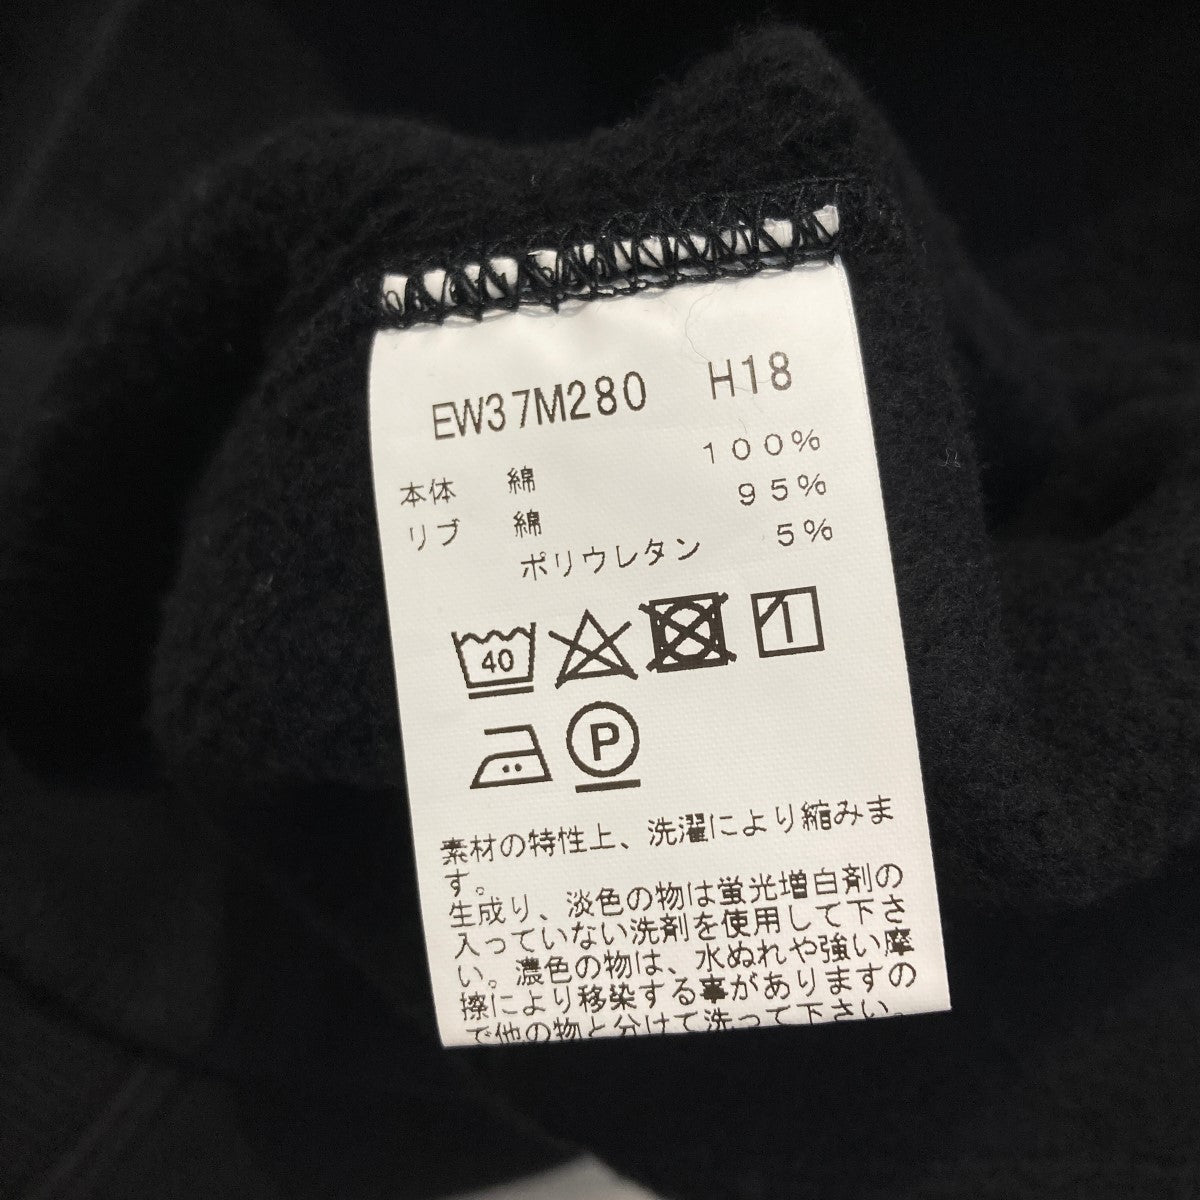 EW37M280 H18
本体 綿 100%
リブ 綿 95%
ポリウレタン 5%
40
P
素材の特性上、洗濯により縮みま
す。
生成り、淡色の物は蛍光増白剤の
入っていない洗剤を使用して下さ
い。濃色の物は、水ぬれや強い摩
擦により移染する事がありますの
で他の物と分けて洗って下さい。